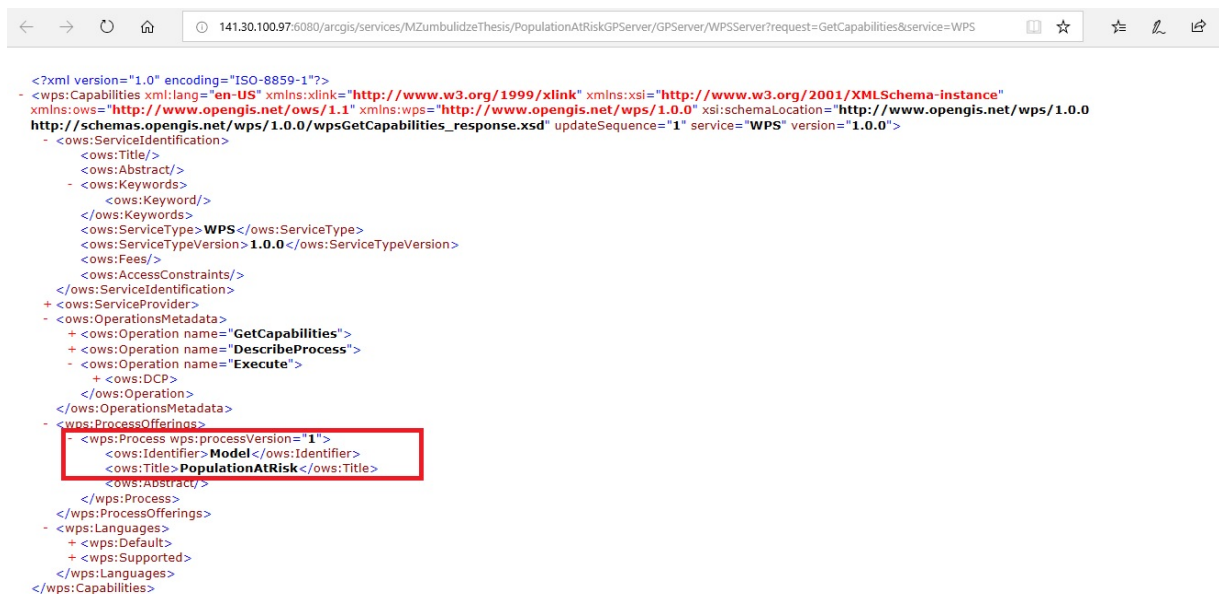 141.30.100.97:6080/arcgis/services/MZumbulidzeThesis/PopulationAtRiskGPServer/GPServer/WPSServer?request=GetCapabilities&service=WPS
<?xml version="1.0" encoding="ISO-8859-1"?>
- <wps:Capabilities xml:lang="en-US" xmlns:xlink="http://www.w3.org/1999/xlink" xmlns:xsi="http://www.w3.org/2001/XMLSchema-instance"
xmlns:ows="http://www.opengis.net/ows/1.1" xmlns:wps="http://www.opengis.net/wps/1.0.0" xsi:schemaLocation="http://www.opengis.net/wps/1.0.0
http://schemas.opengis.net/wps/1.0.0/wpsGetCapabilities_response.xsd" updateSequence="1" service="WPS" version="1.0.0">
- <ows:ServiceIdentification>
<ows:Title/>
<ows:Abstract/>
- <ows:Keywords>
<ows:Keyword/>
</ows:Keywords>
<ows:ServiceType>WPS</ows:ServiceType>
<ows:ServiceTypeVersion>1.0.0</ows:ServiceTypeVersion>
<ows:Fees/>
<ows:AccessConstraints/>
</ows:ServiceIdentification>
+ <ows:ServiceProvider>
- <ows:OperationsMetadata>
+ <ows:Operation name="GetCapabilities">
+ <ows:Operation name="DescribeProcess">
- <ows:Operation name="Execute">
+ <ows:DCP>
</ows:Operation>
</ows:OperationsMetadata>
- <wps:ProcessOfferings>
- <wps:Process wps:processVersion="1">
<ows:Identifier>Model</ows:Identifier>
<ows:Title>PopulationAtRisk</ows:Title>
<ows:Abstract/>
</wps:Process>
</wps:ProcessOfferings>
- <wps:Languages>
+ <wps:Default>
+ <wps:Supported>
</wps:Languages>
</wps:Capabilities>